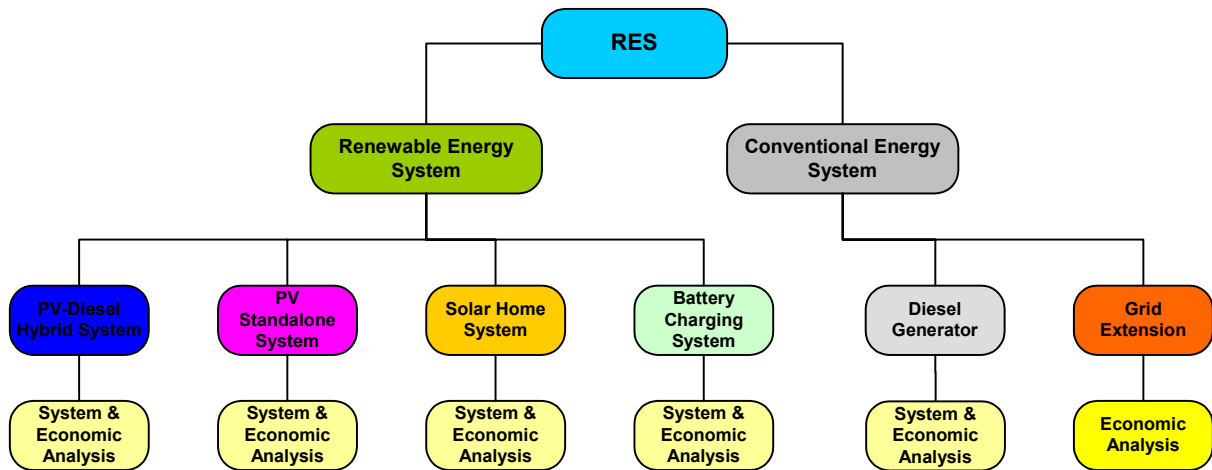 RES
Renewable Energy
System
Conventional Energy
System
PV-Diesel
Hybrid System
PV
Standalone
System
Solar Home
System
Battery
Charging
System
Diesel
Generator
Grid
Extension
System &
Economic
Analysis
System &
Economic
Analysis
System &
Economic
Analysis
System &
Economic
Analysis
System &
Economic
Analysis
Economic
Analysis